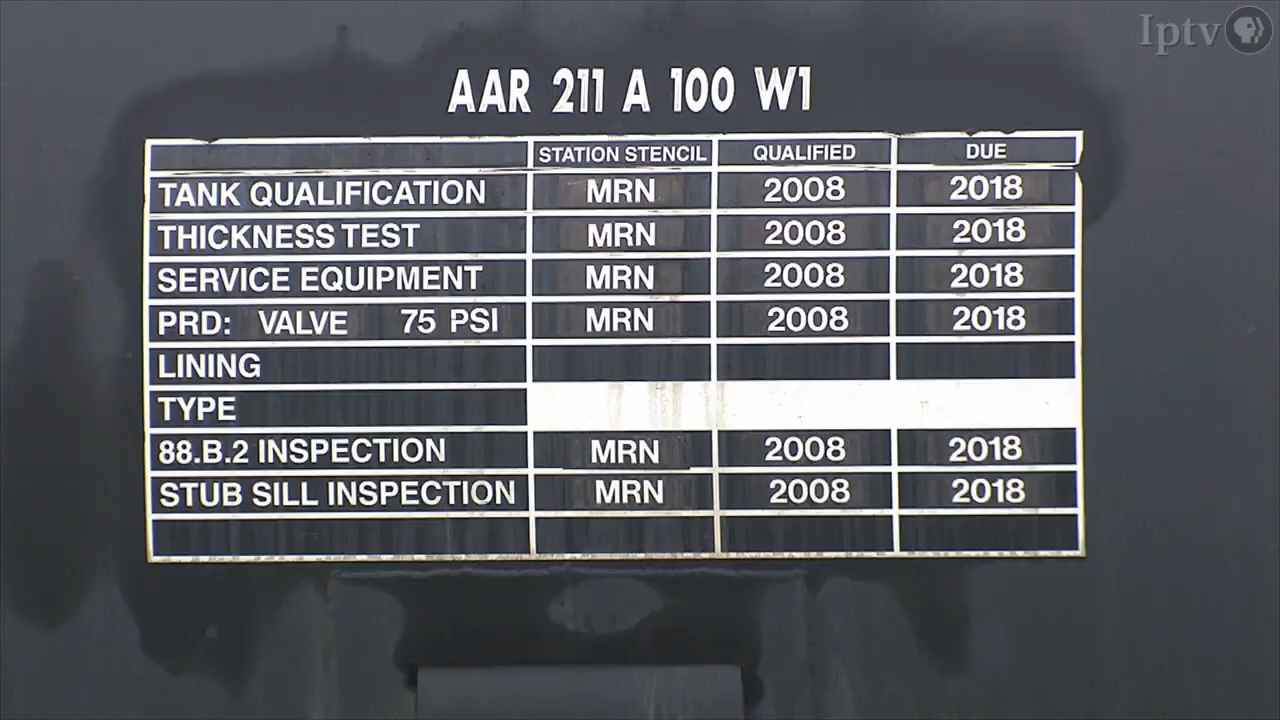 Iptv
AAR 211 A 100 W1
STATION STENCIL QUALIFIED DUE
TANK QUALIFICATION MRN 2008 2018
THICKNESS TEST MRN 2008 2018
SERVICE EQUIPMENT MRN 2008 2018
PRD: VALVE 75 PSI MRN 2008 2018
LINING
TYPE
88.B.2 INSPECTION MRN 2008 2018
STUB SILL INSPECTION MRN 2008 2018